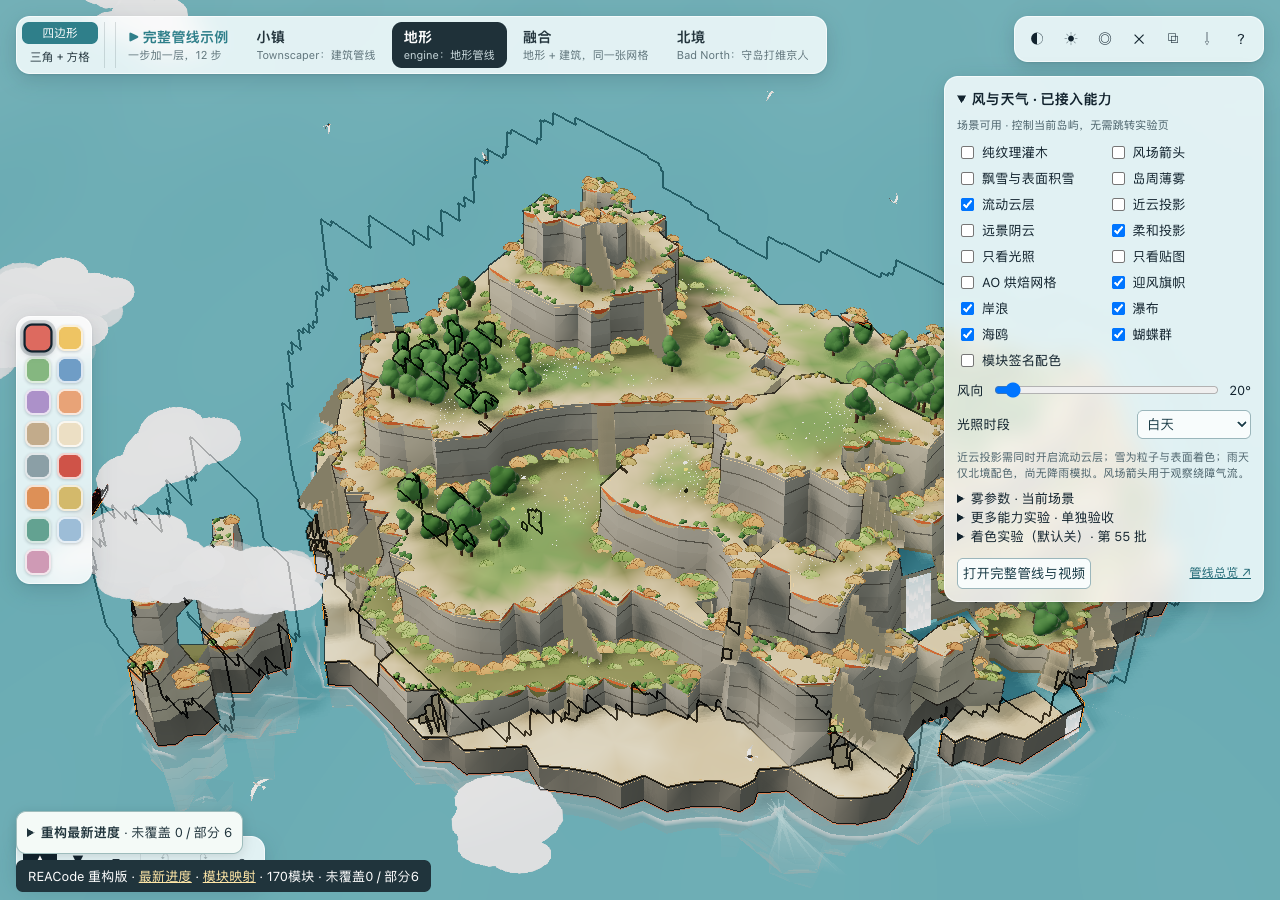 四边形
三角 + 方格
▶ 完整管线示例
一步加一层，12 步
小镇
Townscaper：建筑管线
地形
engine：地形管线
融合
地形 + 建筑，同一张网格
北境
Bad North：守岛打维京人
?
▼ 风与天气 · 已接入能力
场景可用 · 控制当前岛屿，无需跳转实验页
纯纹理灌木
风场箭头
飘雪与表面积雪
岛周薄雾
流动云层
近云投影
远景阴云
柔和投影
只看光照
只看贴图
AO 烘焙网格
迎风旗帜
岸浪
瀑布
海鸥
蝴蝶群
模块签名配色
风向 20°
光照时段 白天
近云投影需同时开启流动云层；雪为粒子与表面着色；雨天
仅北境配色，尚无降雨模拟。风场箭头用于观察绕障气流。
▶ 雾参数 · 当前场景
▶ 更多能力实验 · 单独验收
▶ 着色实验（默认关）· 第 55 批
打开完整管线与视频
管线总览 ↗
▶ 重构最新进度 · 未覆盖 0 / 部分 6
REACode 重构版 · 最新进度 · 模块映射 · 170模块 · 未覆盖0 / 部分6